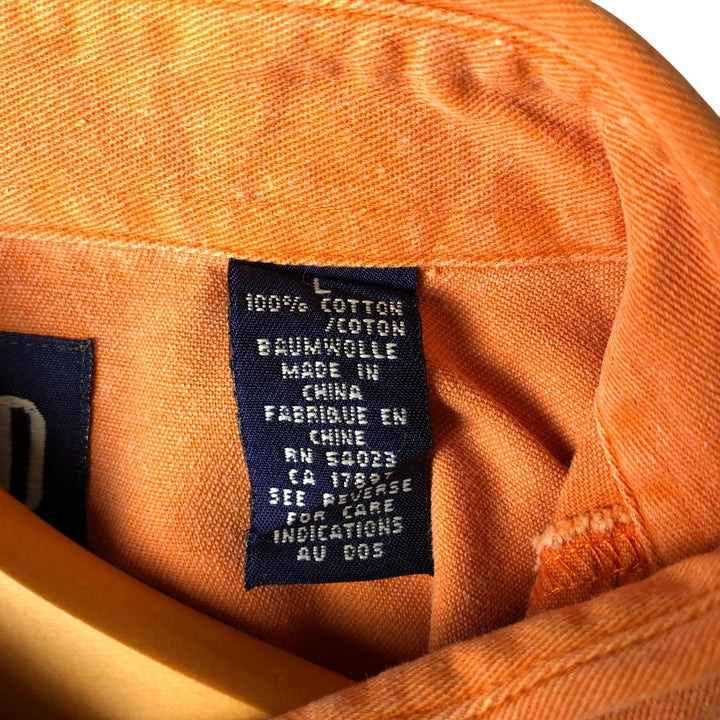 L
100% COTTON
/COTON
BAUMWOLLE
MADE IN
CHINA
FABRIQUE EN
CHINE
RN 54023
CA 17897
SEE REVERSE
FOR CARE
INDICATIONS
AU DOS